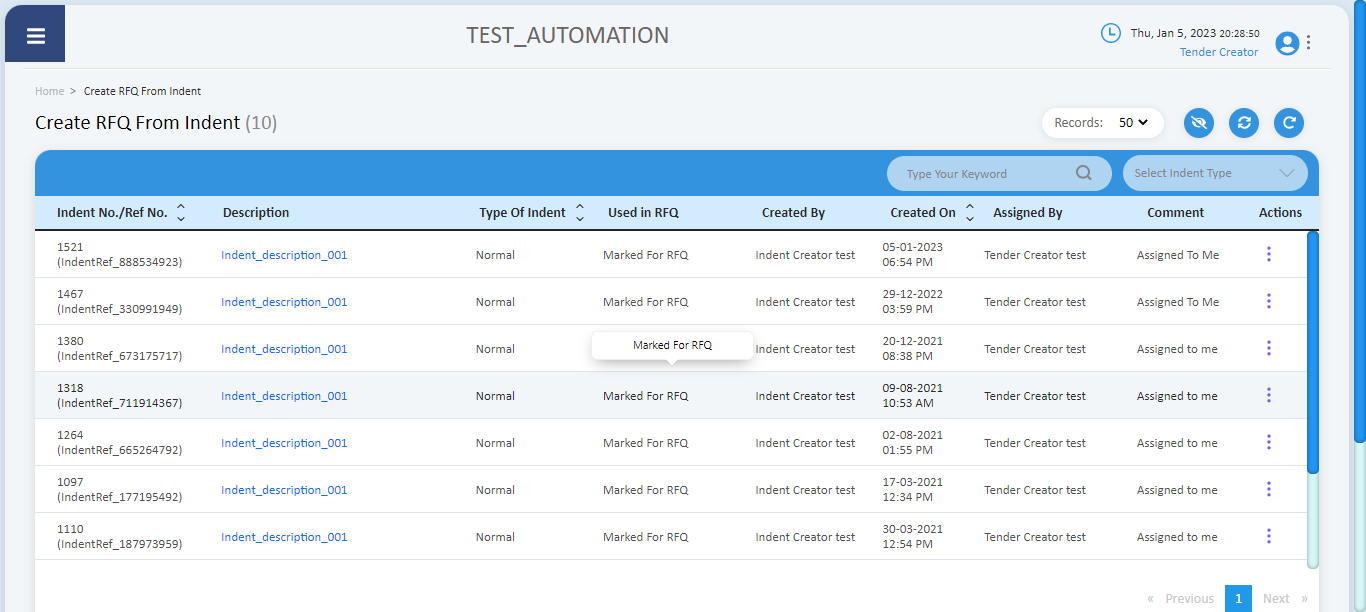 TEST_AUTOMATION
Thu, Jan 5, 2023 20:28:50
Tender Creator
Home > Create RFQ From Indent
Create RFQ From Indent (10)
Records: 50
Type Your Keyword
Select Indent Type
Indent No./Ref No. Description Type Of Indent Used in RFQ Created By Created On Assigned By Comment Actions
1521
(IndentRef_888534923) Indent_description_001 Normal Marked For RFQ Indent Creator test 05-01-2023 06:54 PM Tender Creator test Assigned To Me
1467
(IndentRef_330991949) Indent_description_001 Normal Marked For RFQ Indent Creator test 29-12-2022 03:59 PM Tender Creator test Assigned To Me
1380
(IndentRef_673175717) Indent_description_001 Normal Marked For RFQ Indent Creator test 20-12-2021 08:38 PM Tender Creator test Assigned to me
1318
(IndentRef_711914367) Indent_description_001 Normal Marked For RFQ Indent Creator test 09-08-2021 10:53 AM Tender Creator test Assigned to me
1264
(IndentRef_665264792) Indent_description_001 Normal Marked For RFQ Indent Creator test 02-08-2021 01:55 PM Tender Creator test Assigned to me
1097
(IndentRef_177195492) Indent_description_001 Normal Marked For RFQ Indent Creator test 17-03-2021 12:34 PM Tender Creator test Assigned to me
1110
(IndentRef_187973959) Indent_description_001 Normal Marked For RFQ Indent Creator test 30-03-2021 12:54 PM Tender Creator test Assigned to me
« Previous 1 Next »